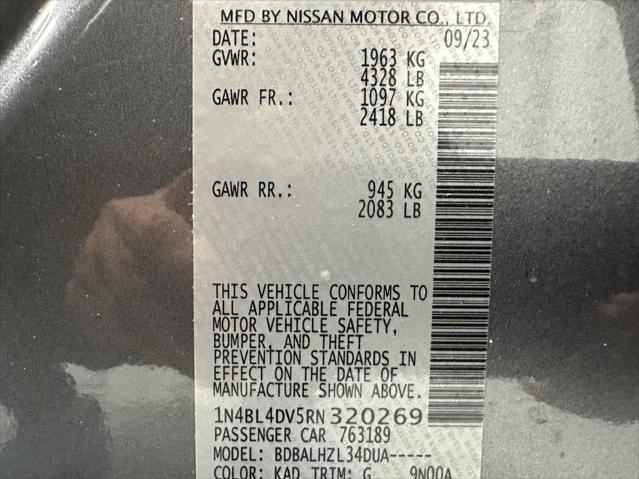 MFD BY NISSAN MOTOR CO., LTD.
DATE: 09/23
GVWR: 1963 KG
4328 LB
GAWR FR.: 1097 KG
2418 LB
GAWR RR.: 945 KG
2083 LB
THIS VEHICLE CONFORMS TO
ALL APPLICABLE FEDERAL
MOTOR VEHICLE SAFETY,
BUMPER, AND THEFT
PREVENTION STANDARDS IN
EFFECT ON THE DATE OF
MANUFACTURE SHOWN ABOVE.
1N4BL4DV5RN320269
PASSENGER CAR 763189
MODEL: BDBALHZL34DUA-----
COLOR: KAD TRIM: G 9N00A